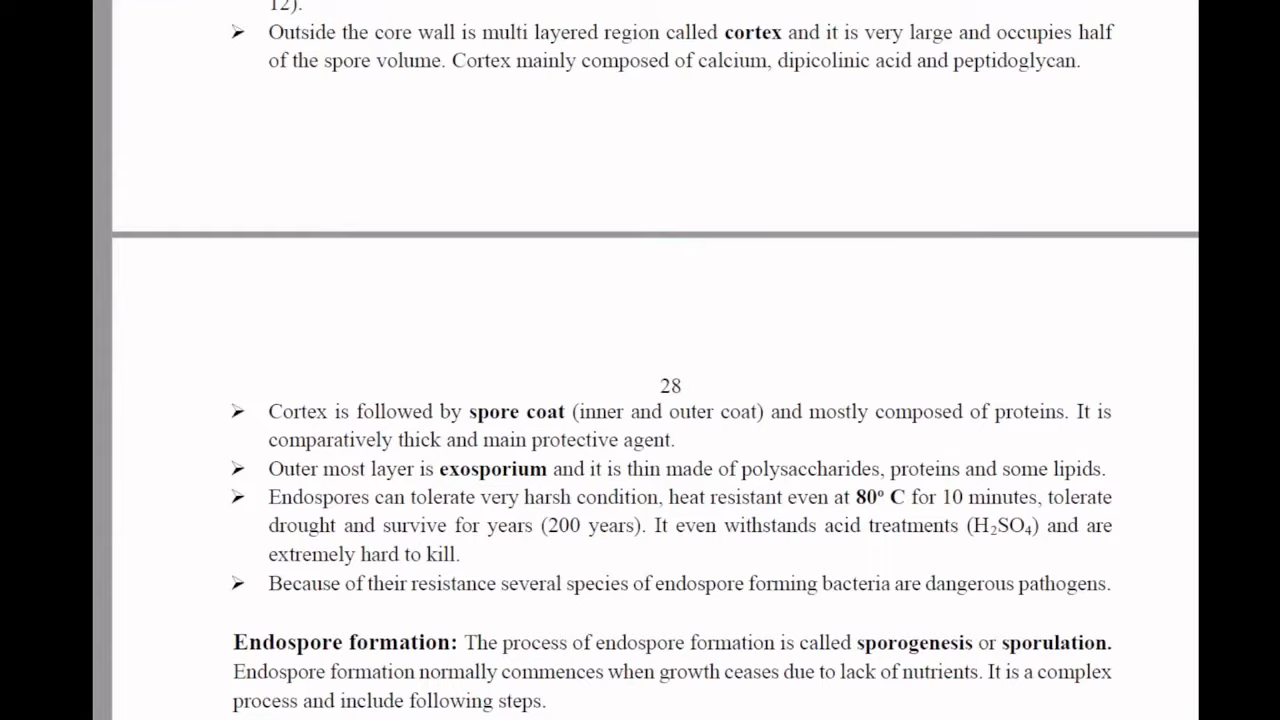 12).
➢ Outside the core wall is multi layered region called cortex and it is very large and occupies half
of the spore volume. Cortex mainly composed of calcium, dipicolinic acid and peptidoglycan.
28
➢ Cortex is followed by spore coat (inner and outer coat) and mostly composed of proteins. It is
comparatively thick and main protective agent.
➢ Outer most layer is exosporium and it is thin made of polysaccharides, proteins and some lipids.
➢ Endospores can tolerate very harsh condition, heat resistant even at 80º C for 10 minutes, tolerate
drought and survive for years (200 years). It even withstands acid treatments (H₂SO₄) and are
extremely hard to kill.
➢ Because of their resistance several species of endospore forming bacteria are dangerous pathogens.
Endospore formation: The process of endospore formation is called sporogenesis or sporulation.
Endospore formation normally commences when growth ceases due to lack of nutrients. It is a complex
process and include following steps.